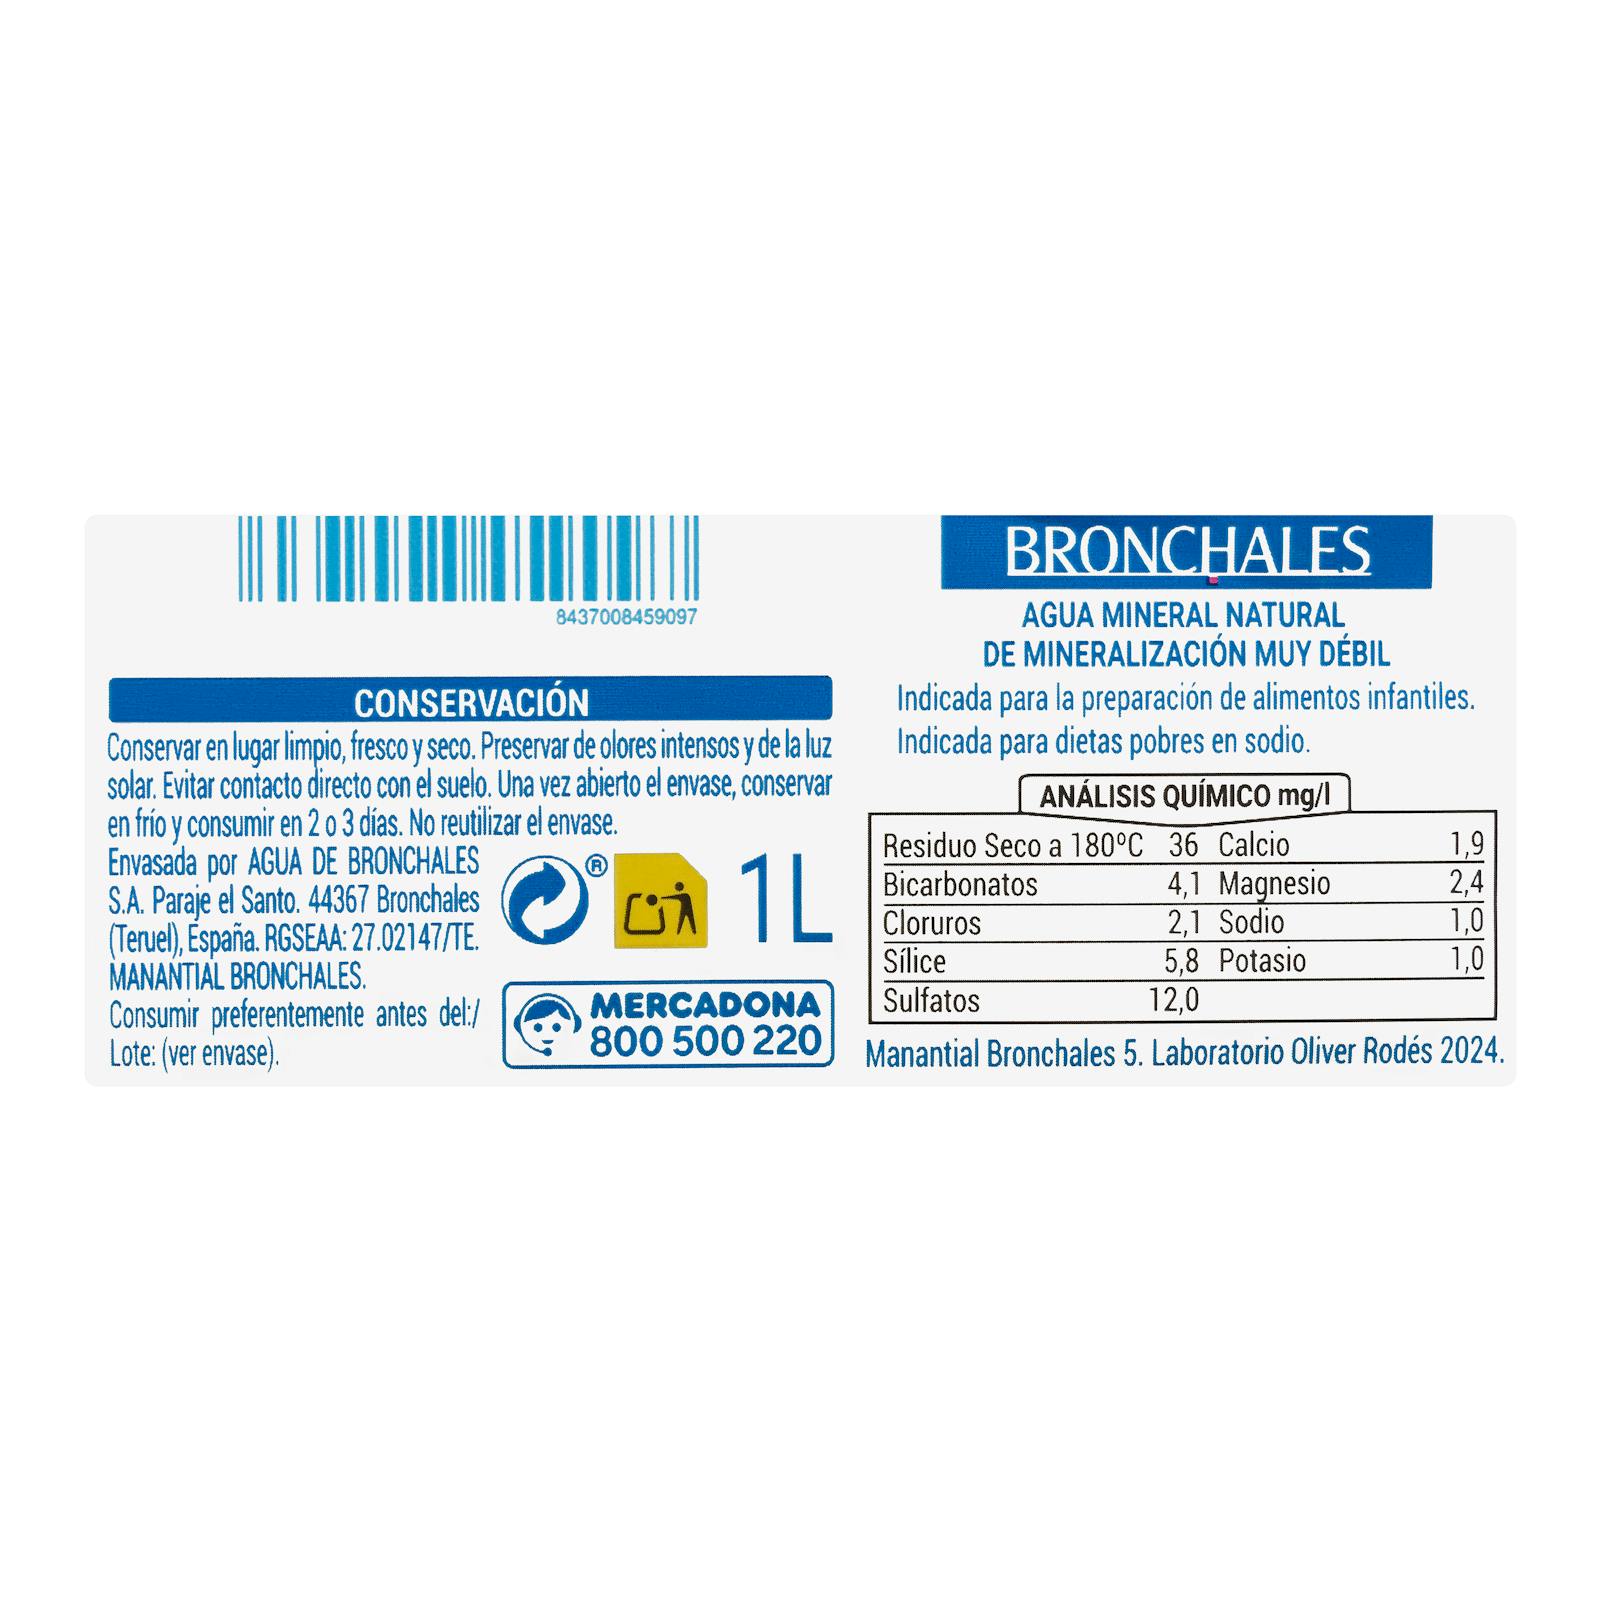 8437008459097
CONSERVACIÓN
Conservar en lugar limpio, fresco y seco. Preservar de olores intensos y de la luz
solar. Evitar contacto directo con el suelo. Una vez abierto el envase, conservar
en frío y consumir en 2 o 3 días. No reutilizar el envase.
Envasada por AGUA DE BRONCHALES
S.A. Paraje el Santo. 44367 Bronchales
(Teruel), España. RGSEAA: 27.02147/TE.
MANANTIAL BRONCHALES.
Consumir preferentemente antes del:/
Lote: (ver envase).
®
1L
MERCADONA
800 500 220
BRONCHALES
AGUA MINERAL NATURAL
DE MINERALIZACIÓN MUY DÉBIL
Indicada para la preparación de alimentos infantiles.
Indicada para dietas pobres en sodio.
ANÁLISIS QUÍMICO mg/l
Residuo Seco a 180ºC 36 Calcio 1,9
Bicarbonatos 4,1 Magnesio 2,4
Cloruros 2,1 Sodio 1,0
Sílice 5,8 Potasio 1,0
Sulfatos 12,0
Manantial Bronchales 5. Laboratorio Oliver Rodés 2024.